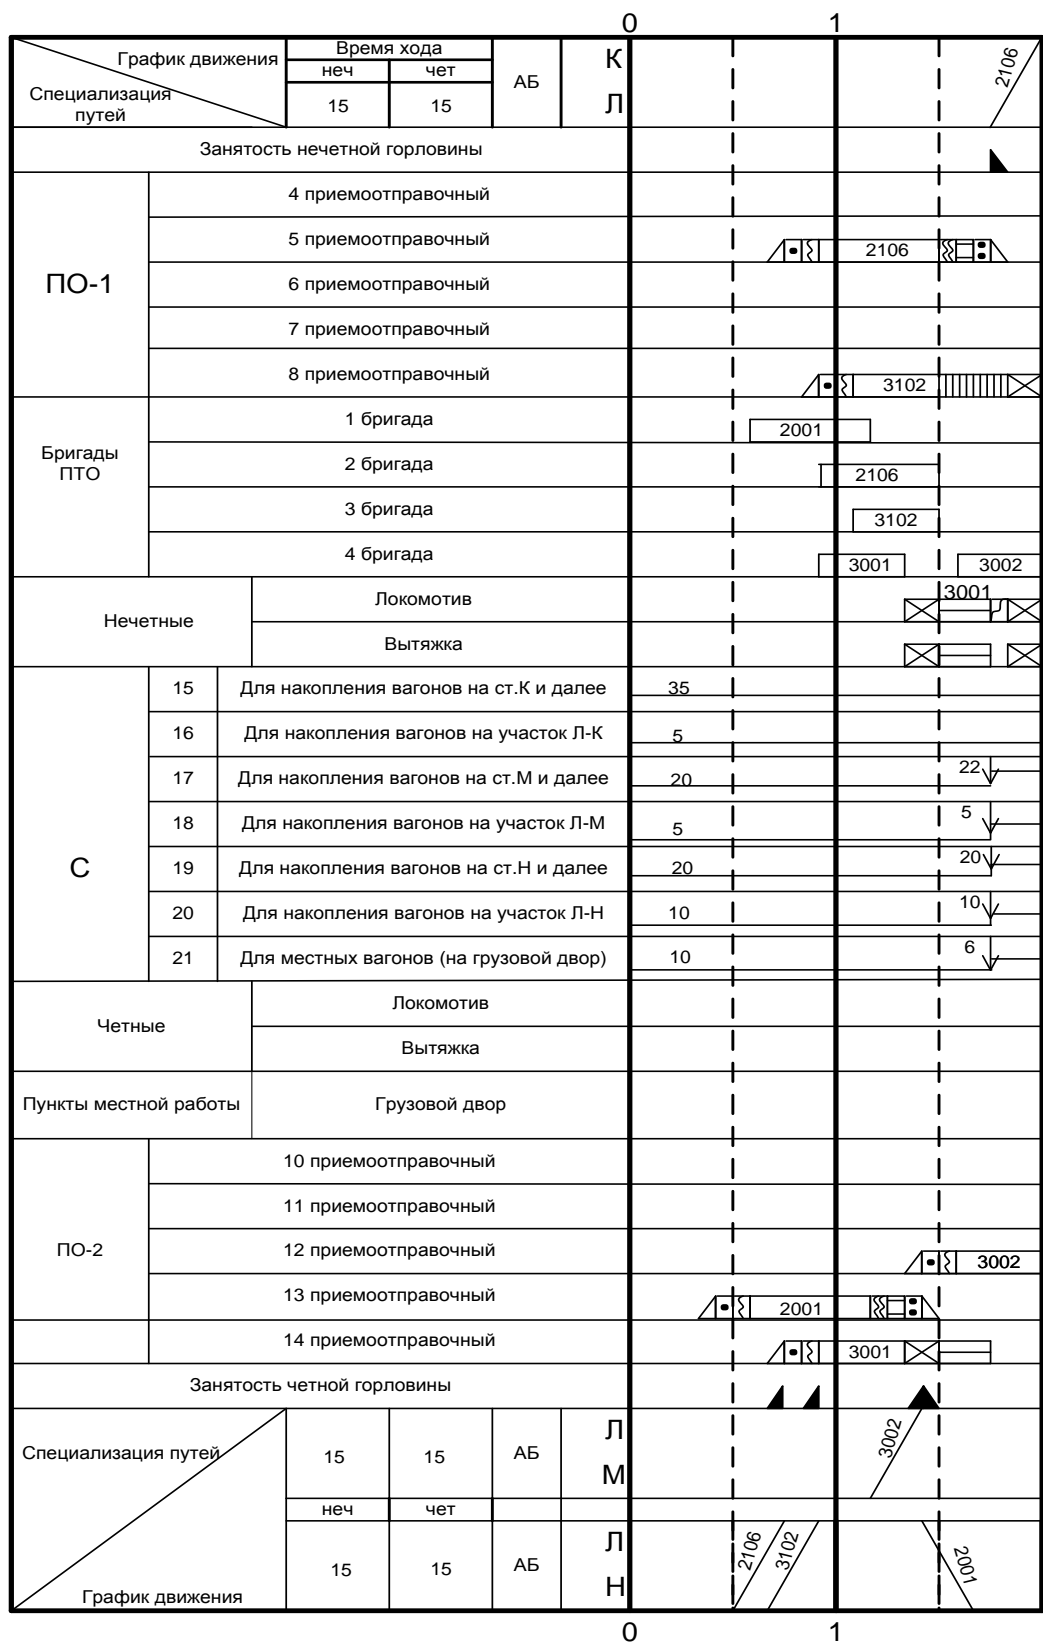 0 1
График движения
Специализация
путей
Время хода
неч чет
15 15
АБ
К
Л
2106
Занятость нечетной горловины
ПО-1
4 приемоотправочный
5 приемоотправочный 2106
6 приемоотправочный
7 приемоотправочный
8 приемоотправочный 3102
Бригады
ПТО
1 бригада 2001
2 бригада 2106
3 бригада 3102
4 бригада 3001 3002
Нечетные
Локомотив 3001
Вытяжка
С
15 Для накопления вагонов на ст.К и далее 35
16 Для накопления вагонов на участок Л-К 5
17 Для накопления вагонов на ст.М и далее 20 22
18 Для накопления вагонов на участок Л-М 5 5
19 Для накопления вагонов на ст.Н и далее 20 20
20 Для накопления вагонов на участок Л-Н 10 10
21 Для местных вагонов (на грузовой двор) 10 6
Четные
Локомотив
Вытяжка
Пункты местной работы Грузовой двор
ПО-2
10 приемоотправочный
11 приемоотправочный
12 приемоотправочный 3002
13 приемоотправочный 2001
14 приемоотправочный 3001
Занятость четной горловины
Специализация путей
15 15 АБ
Л
М
3002
неч чет
15 15 АБ
Л
Н
2106 3102 2001
График движения
0 1